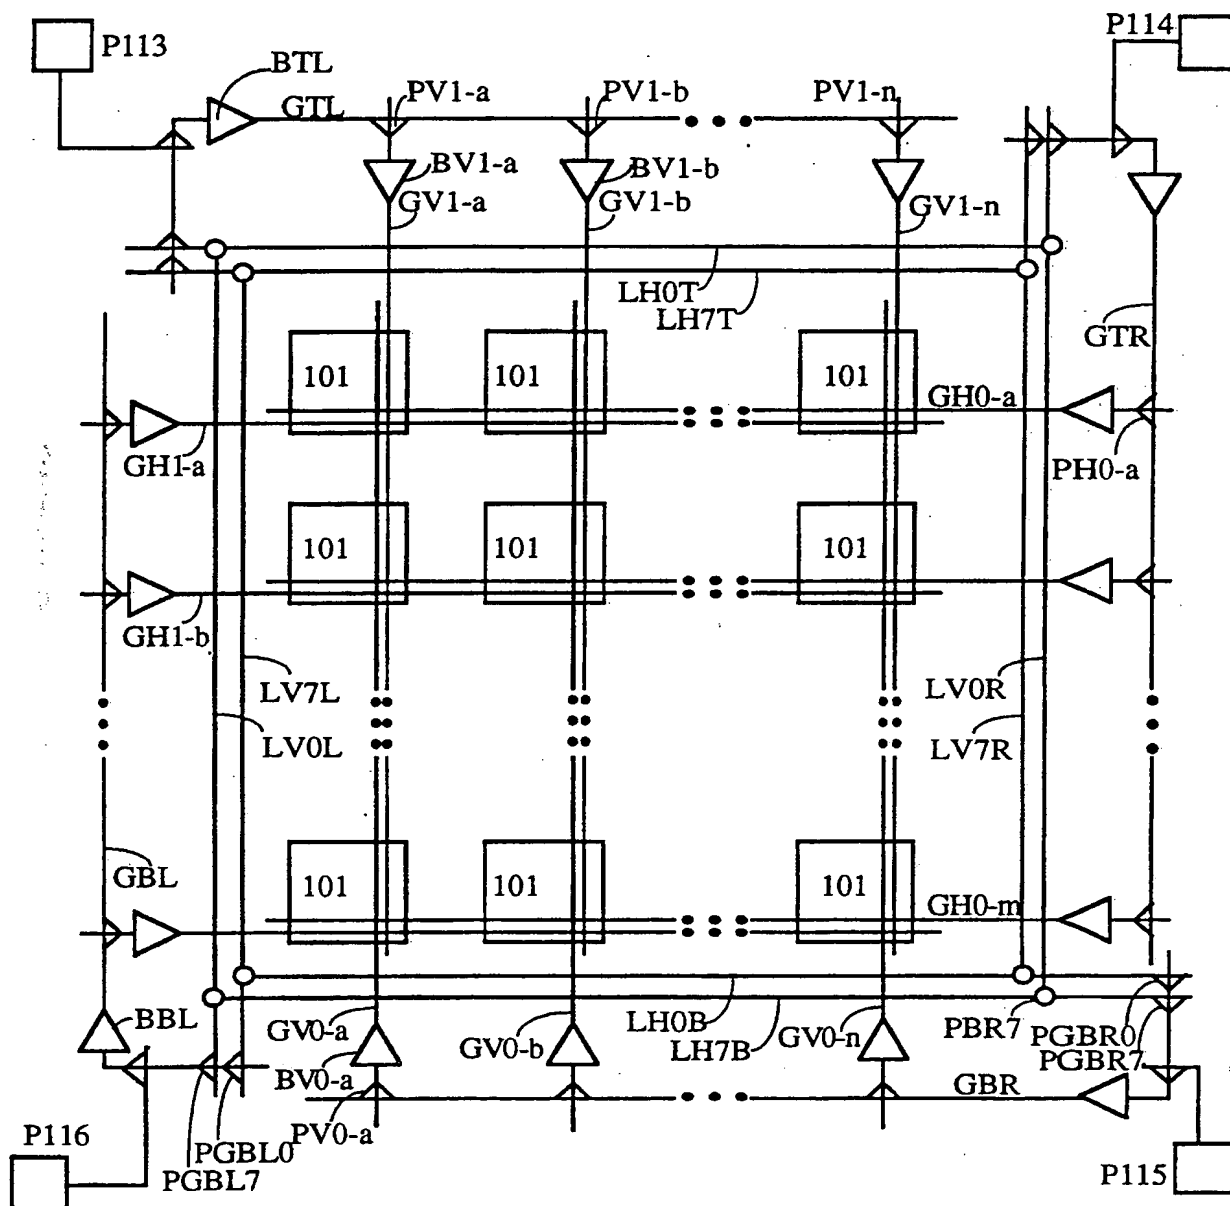 P113
P114
BTL
GTL
PV1-a
PV1-b
PV1-n
BV1-a
BV1-b
GV1-a
GV1-b
GV1-n
LH0T
LH7T
GTR
101
101
101
GH0-a
GH1-a
PH0-a
101
101
101
GH1-b
LV7L
LV0R
LV0L
LV7R
GBL
101
101
101
GH0-m
BBL
GV0-a
GV0-b
LH0B
LH7B
GV0-n
PBR7
PGBR0
PGBR7
BV0-a
GBR
PV0-a
P116
PGBL0
PGBL7
P115